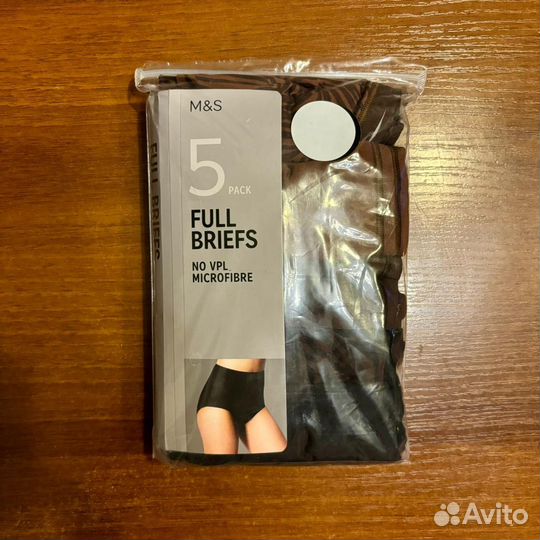 M&S
5
PACK
FULL
BRIEFS
NO VPL
MICROFIBRE
FULL BRIEFS
Avito